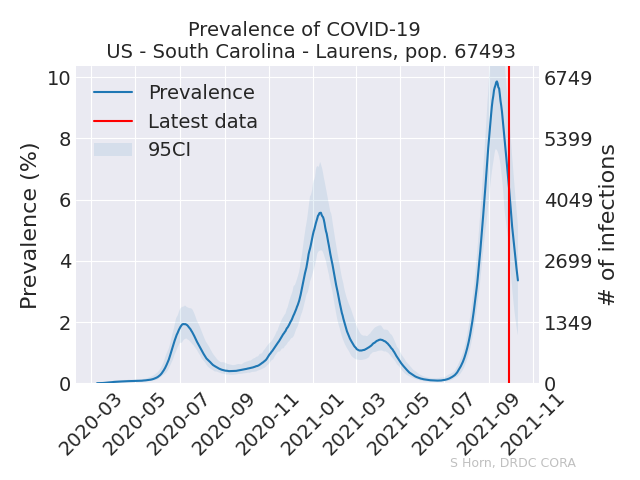 Prevalence of COVID-19
US - South Carolina - Laurens, pop. 67493
Prevalence
Latest data
95CI
Prevalence (%)
10
8
6
4
2
0
6749
5399
4049
2699
1349
0
# of infections
2020-03
2020-05
2020-07
2020-09
2020-11
2021-01
2021-03
2021-05
2021-07
2021-09
2021-11
S Horn, DRDC CORA